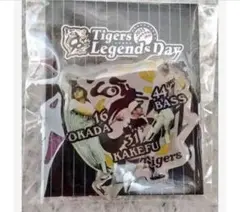 Tigers
Legends Day
44
BASS
16
OKADA
31
KAKEFU
Tigers